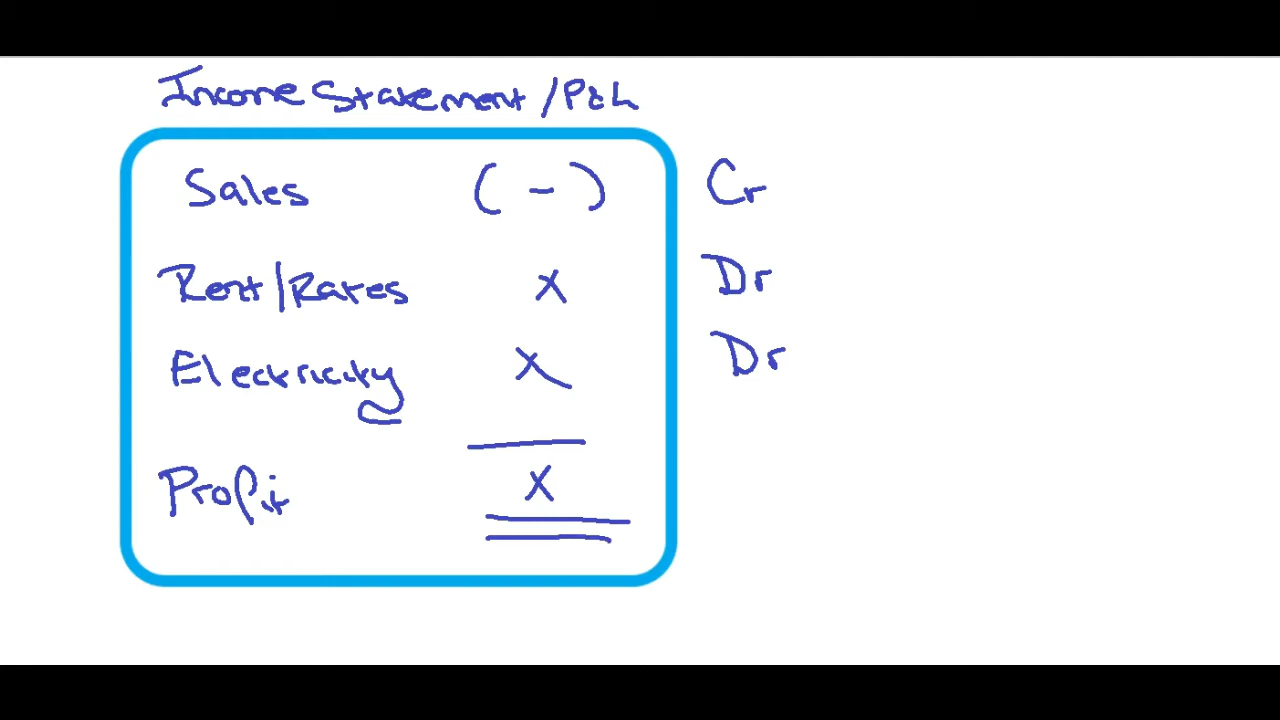 Income Statement / P&L
Sales ( - ) Cr
Rent/Rates X Dr
Electricity X Dr
Profit X